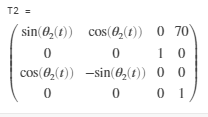 T2 =
sin(θ₂(t)) cos(θ₂(t)) 0 70
0 0 1 0
cos(θ₂(t)) −sin(θ₂(t)) 0 0
0 0 0 1